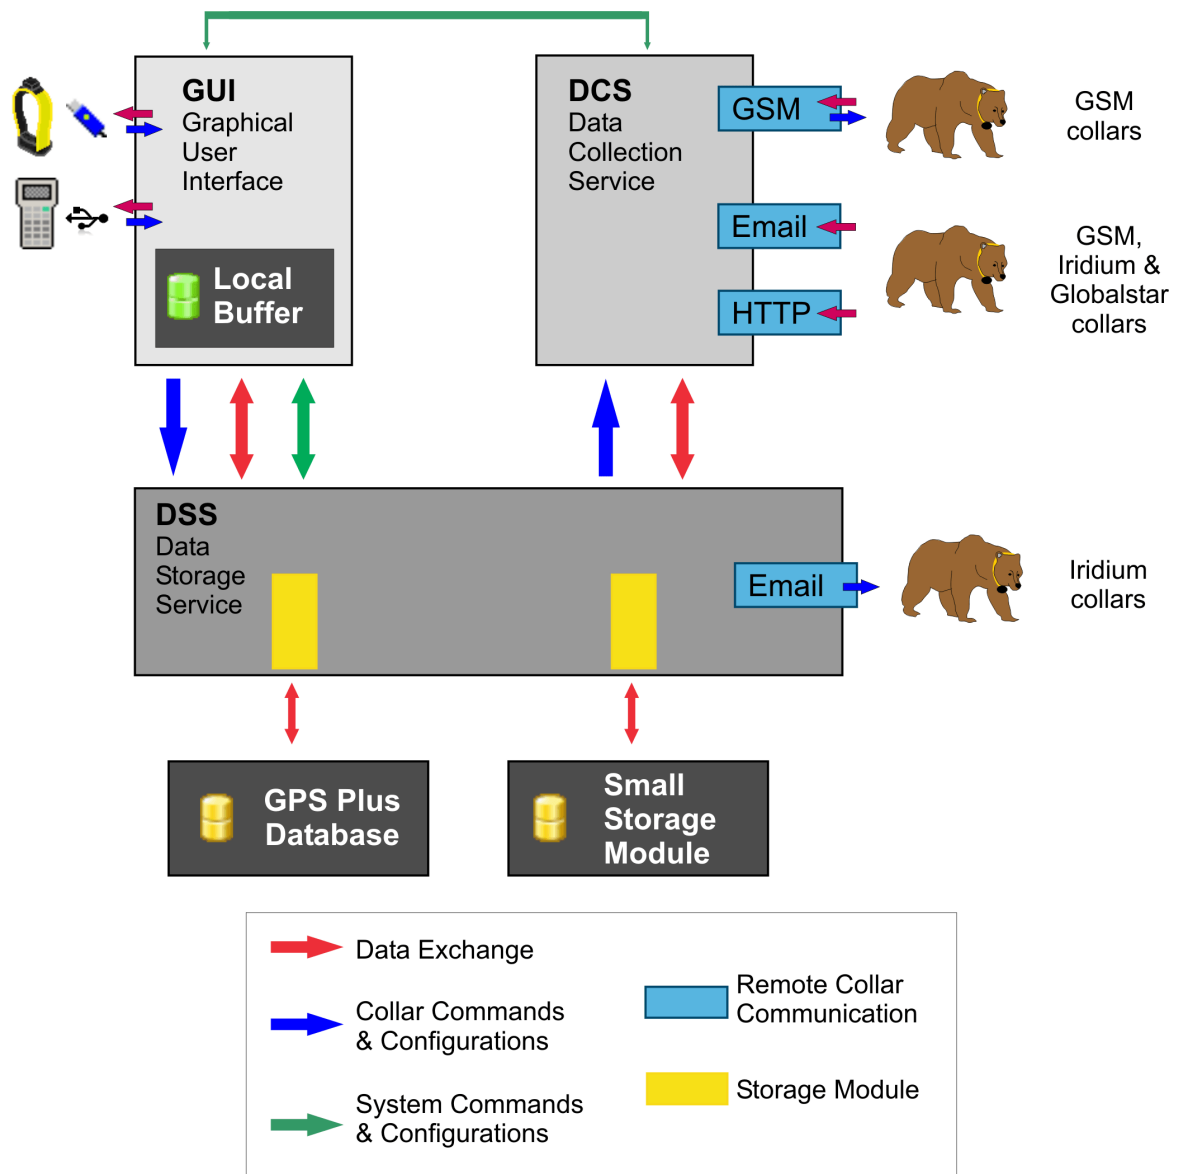 GUI
Graphical
User
Interface
Local
Buffer
DCS
Data
Collection
Service
GSM
Email
HTTP
GSM
collars
GSM,
Iridium &
Globalstar
collars
DSS
Data
Storage
Service
Email
Iridium
collars
GPS Plus
Database
Small
Storage
Module
Data Exchange
Collar Commands
& Configurations
System Commands
& Configurations
Remote Collar
Communication
Storage Module